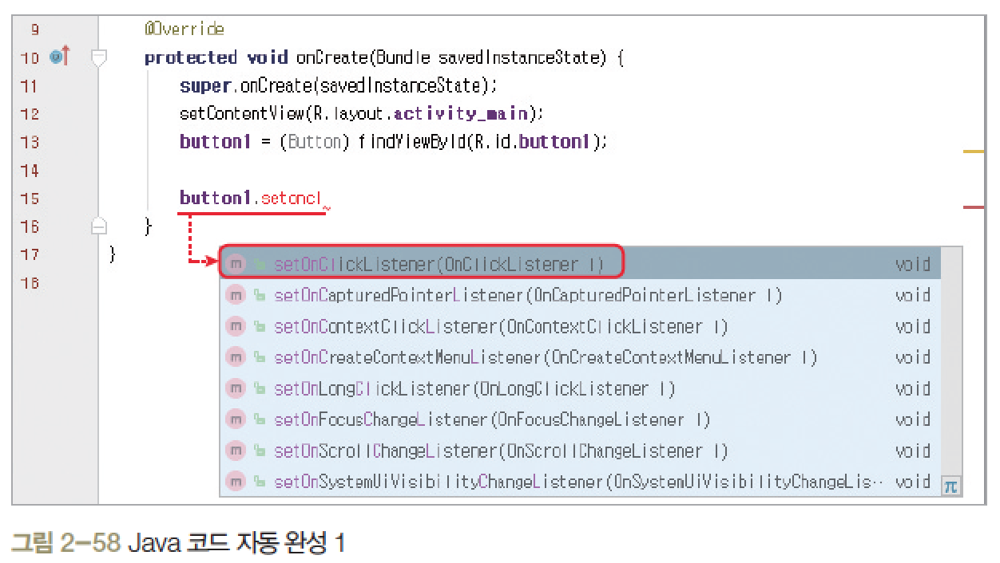 9 @Override
10 protected void onCreate(Bundle savedInstanceState) {
11 super.onCreate(savedInstanceState);
12 setContentView(R.layout.activity_main);
13 button1 = (Button) findViewById(R.id.button1);
14
15 button1.setoncl
16 }
17 }
18
m setOnClickListener(OnClickListener l) void
m setOnCapturedPointerListener(OnCapturedPointerListener l) void
m setOnContextClickListener(OnContextClickListener l) void
m setOnCreateContextMenuListener(OnCreateContextMenuListener l) void
m setOnLongClickListener(OnLongClickListener l) void
m setOnFocusChangeListener(OnFocusChangeListener l) void
m setOnScrollChangeListener(OnScrollChangeListener l) void
m setOnSystemUiVisibilityChangeListener(OnSystemUiVisibilityChangeLis‥ void π
그림 2-58 Java 코드 자동 완성 1